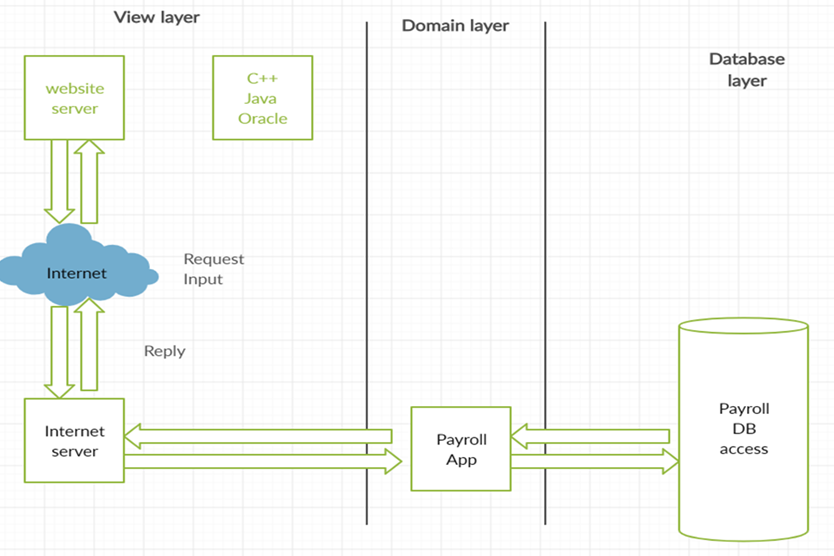 View layer
Domain layer
Database
layer
website
server
C++
Java
Oracle
Internet
Request
Input
Reply
Internet
server
Payroll
App
Payroll
DB
access